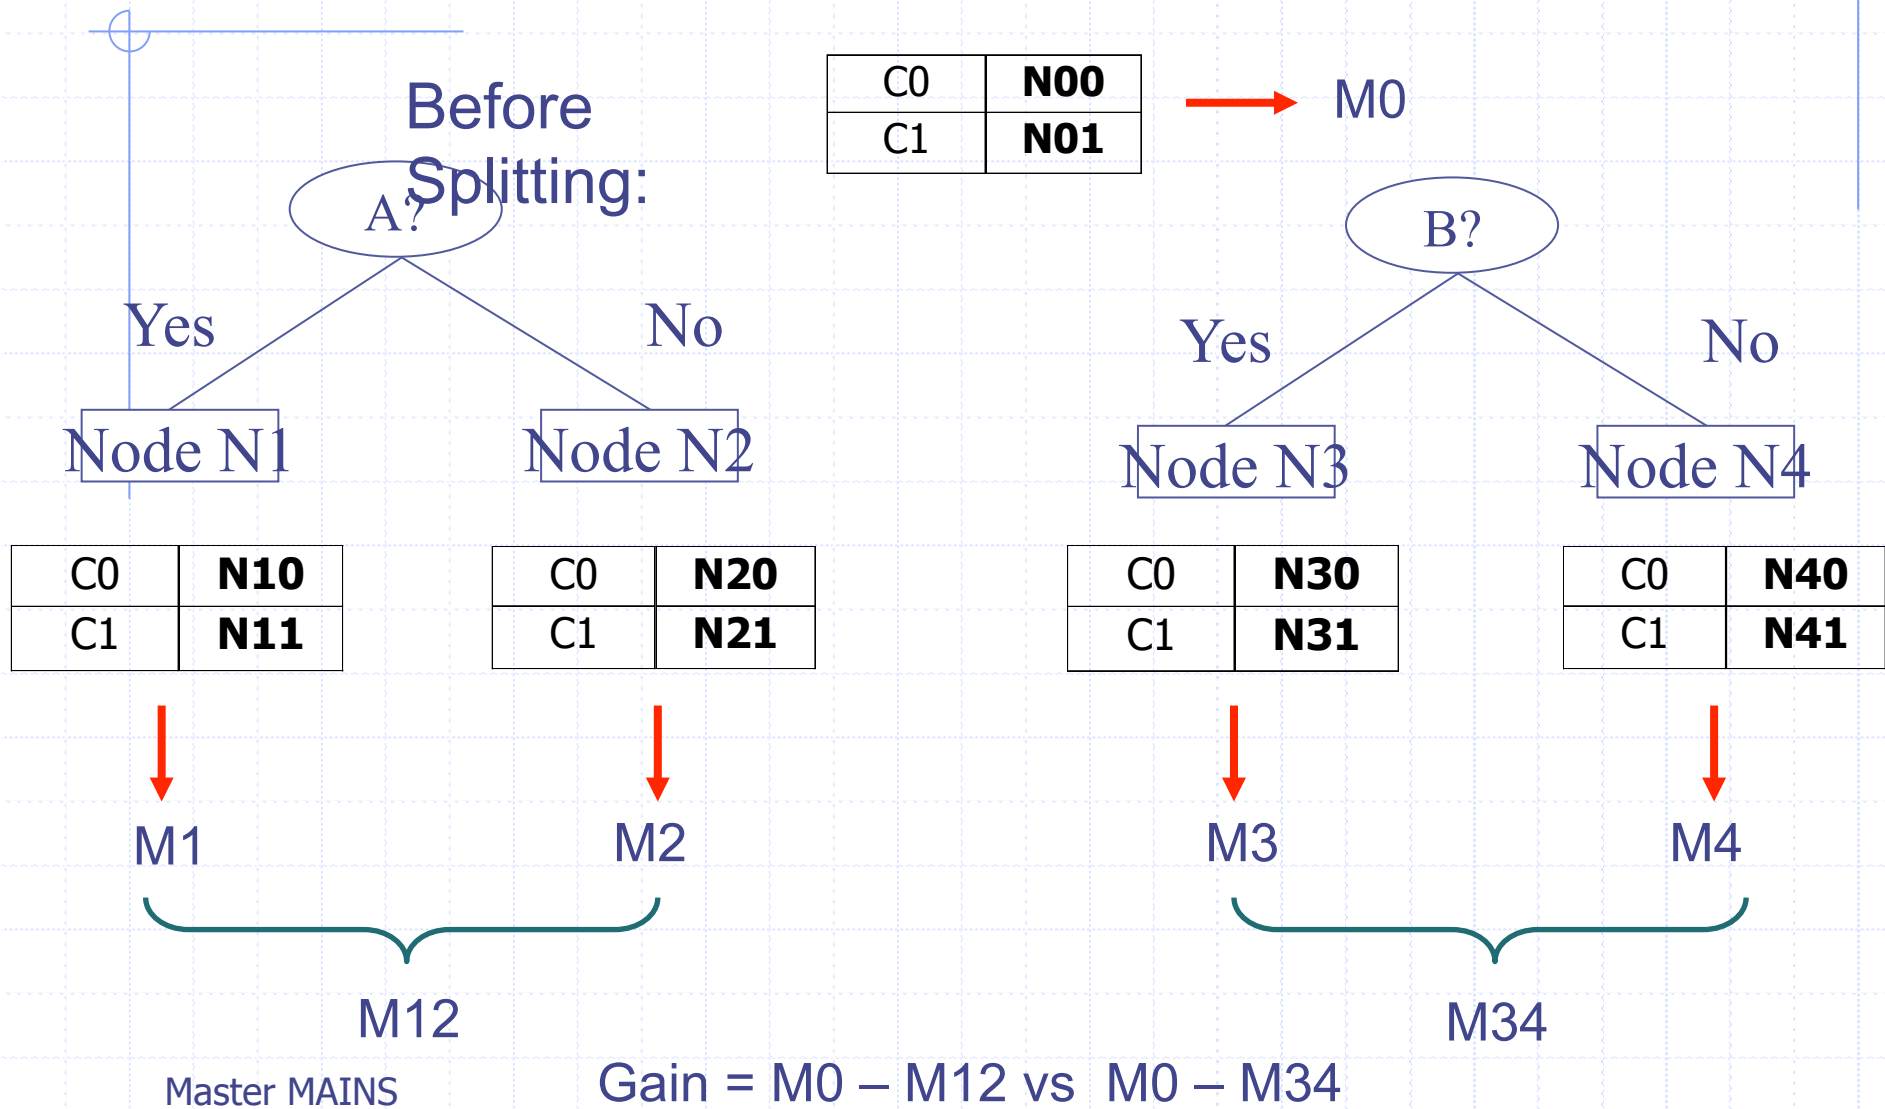 Before
Splitting:
C0 N00
C1 N01
M0
A?
B?
Yes No
Yes No
Node N1 Node N2
Node N3 Node N4
C0 N10
C1 N11
C0 N20
C1 N21
C0 N30
C1 N31
C0 N40
C1 N41
M1 M2 M3 M4
M12 M34
Gain = M0 – M12 vs M0 – M34
Master MAINS